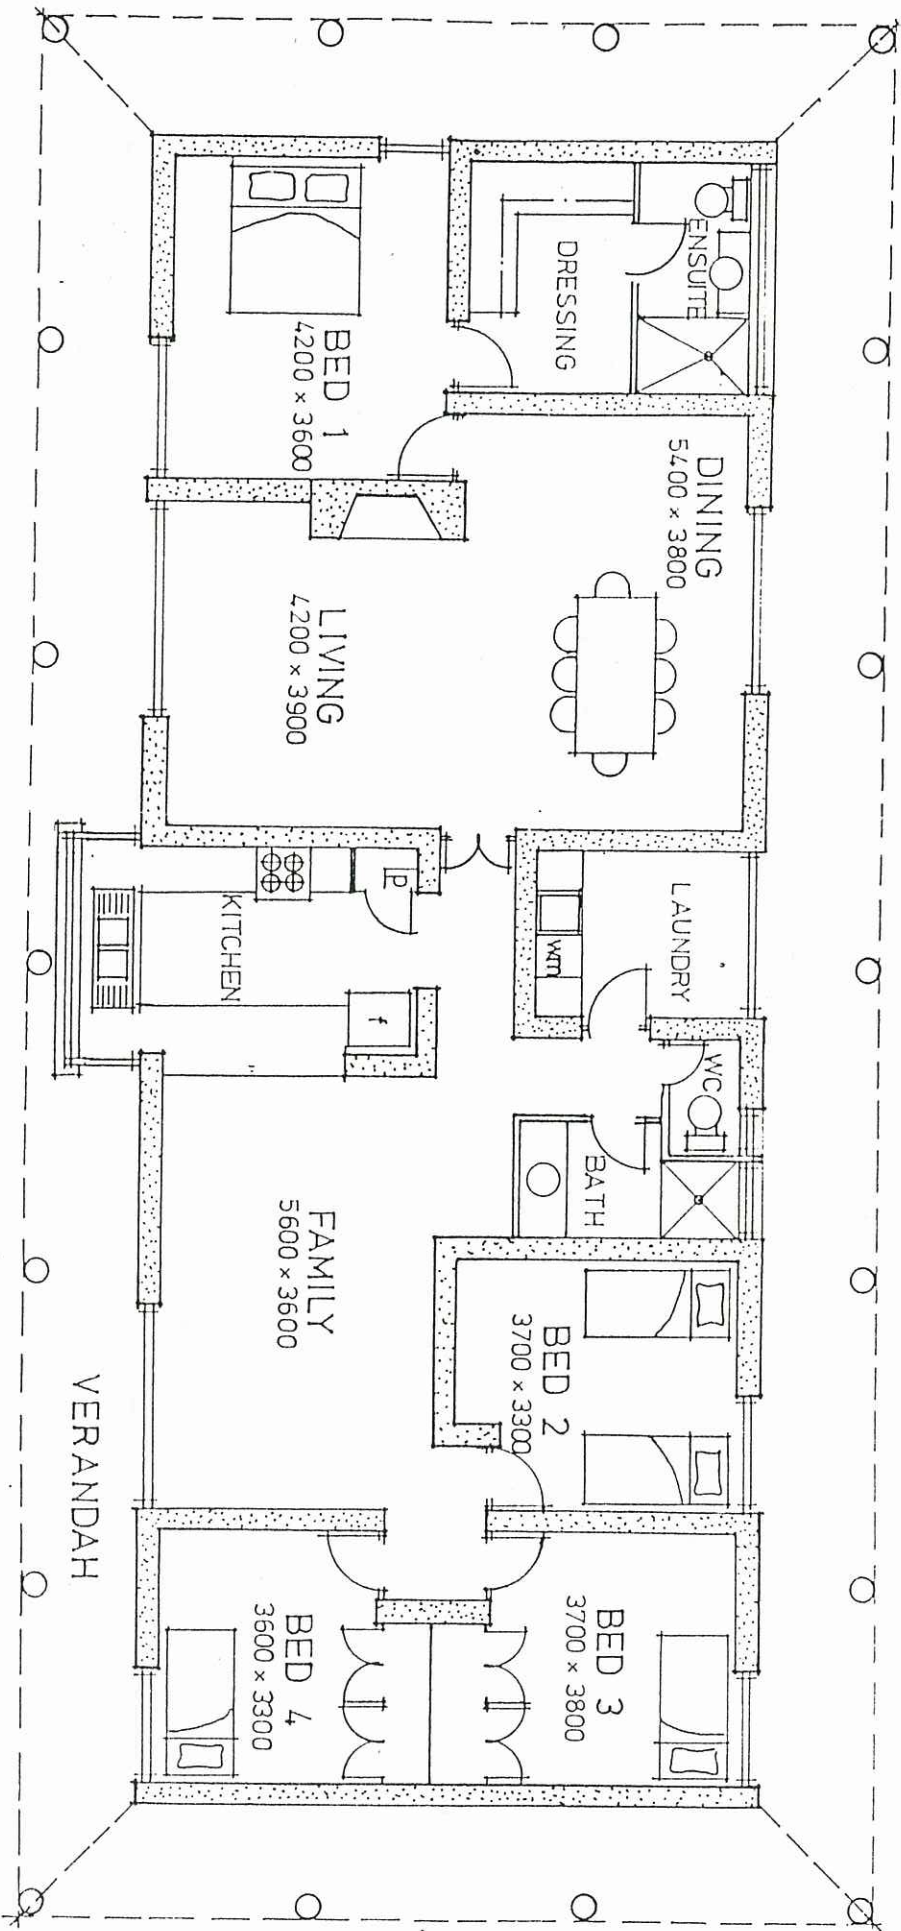 ENSUITE
DRESSING
BED 1
4200 × 3600
DINING
5400 × 3800
LIVING
4200 × 3900
LAUNDRY
wm
P
KITCHEN
f
WC
BATH
FAMILY
5600 × 3600
BED 2
3700 × 3300
BED 3
3700 × 3800
BED 4
3600 × 3300
VERANDAH